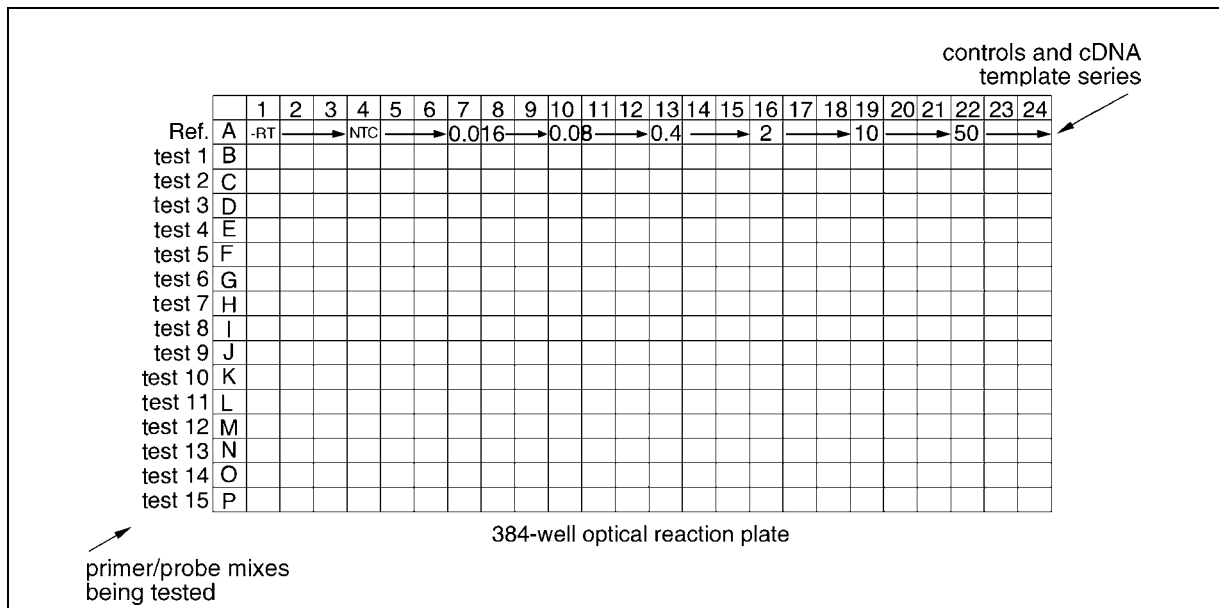 controls and cDNA
template series
1 2 3 4 5 6 7 8 9 10 11 12 13 14 15 16 17 18 19 20 21 22 23 24
Ref. A -RT NTC 0.016 0.08 0.4 2 10 50
test 1 B
test 2 C
test 3 D
test 4 E
test 5 F
test 6 G
test 7 H
test 8 I
test 9 J
test 10 K
test 11 L
test 12 M
test 13 N
test 14 O
test 15 P
384-well optical reaction plate
primer/probe mixes
being tested